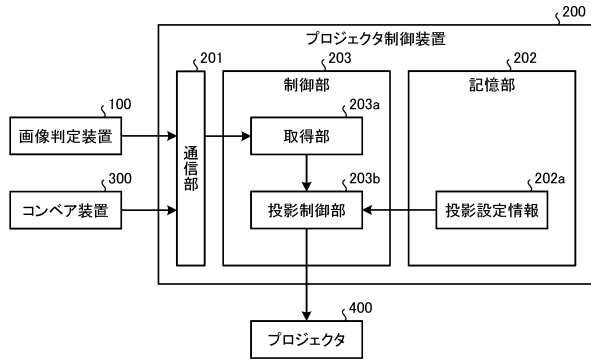 200
プロジェクタ制御装置
201
203
202
制御部
記憶部
100
203a
画像判定装置
通信部
取得部
300
203b
202a
コンベア装置
投影制御部
投影設定情報
400
プロジェクタ